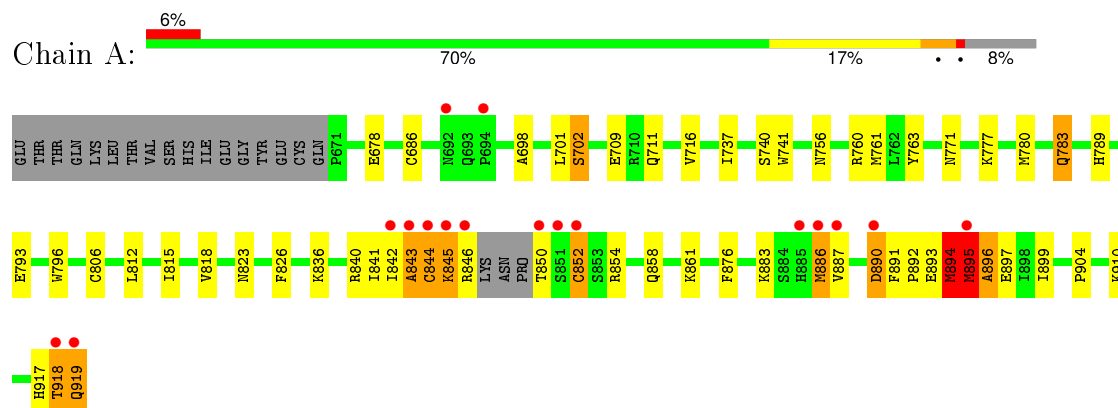 6%
Chain A:
70% 17% • • 8%
GLU THR THR GLN LYS LEU THR VAL SER HIS ILE GLU GLY TYR GLU CYS GLN P671 E678 C686 N692 Q693 P694 A698 L701 S702 E709 R710 Q711 V716 I737 S740 W741 N756 R760 M761 L762 Y763 N771 K777 M780 Q783 H789
E793 W796 C806 L812 I815 V818 N823 F826 K836 R840 I841 I842 A843 C844 K845 R846 LYS ASN PRO T850 S851 C852 S853 R854 Q858 K861 F876 K883 S884 H885 M886 V887 D890 F891 P892 E893 M894 M895 A896 E897 I898 I899 P904 K910
H917 T918 Q919